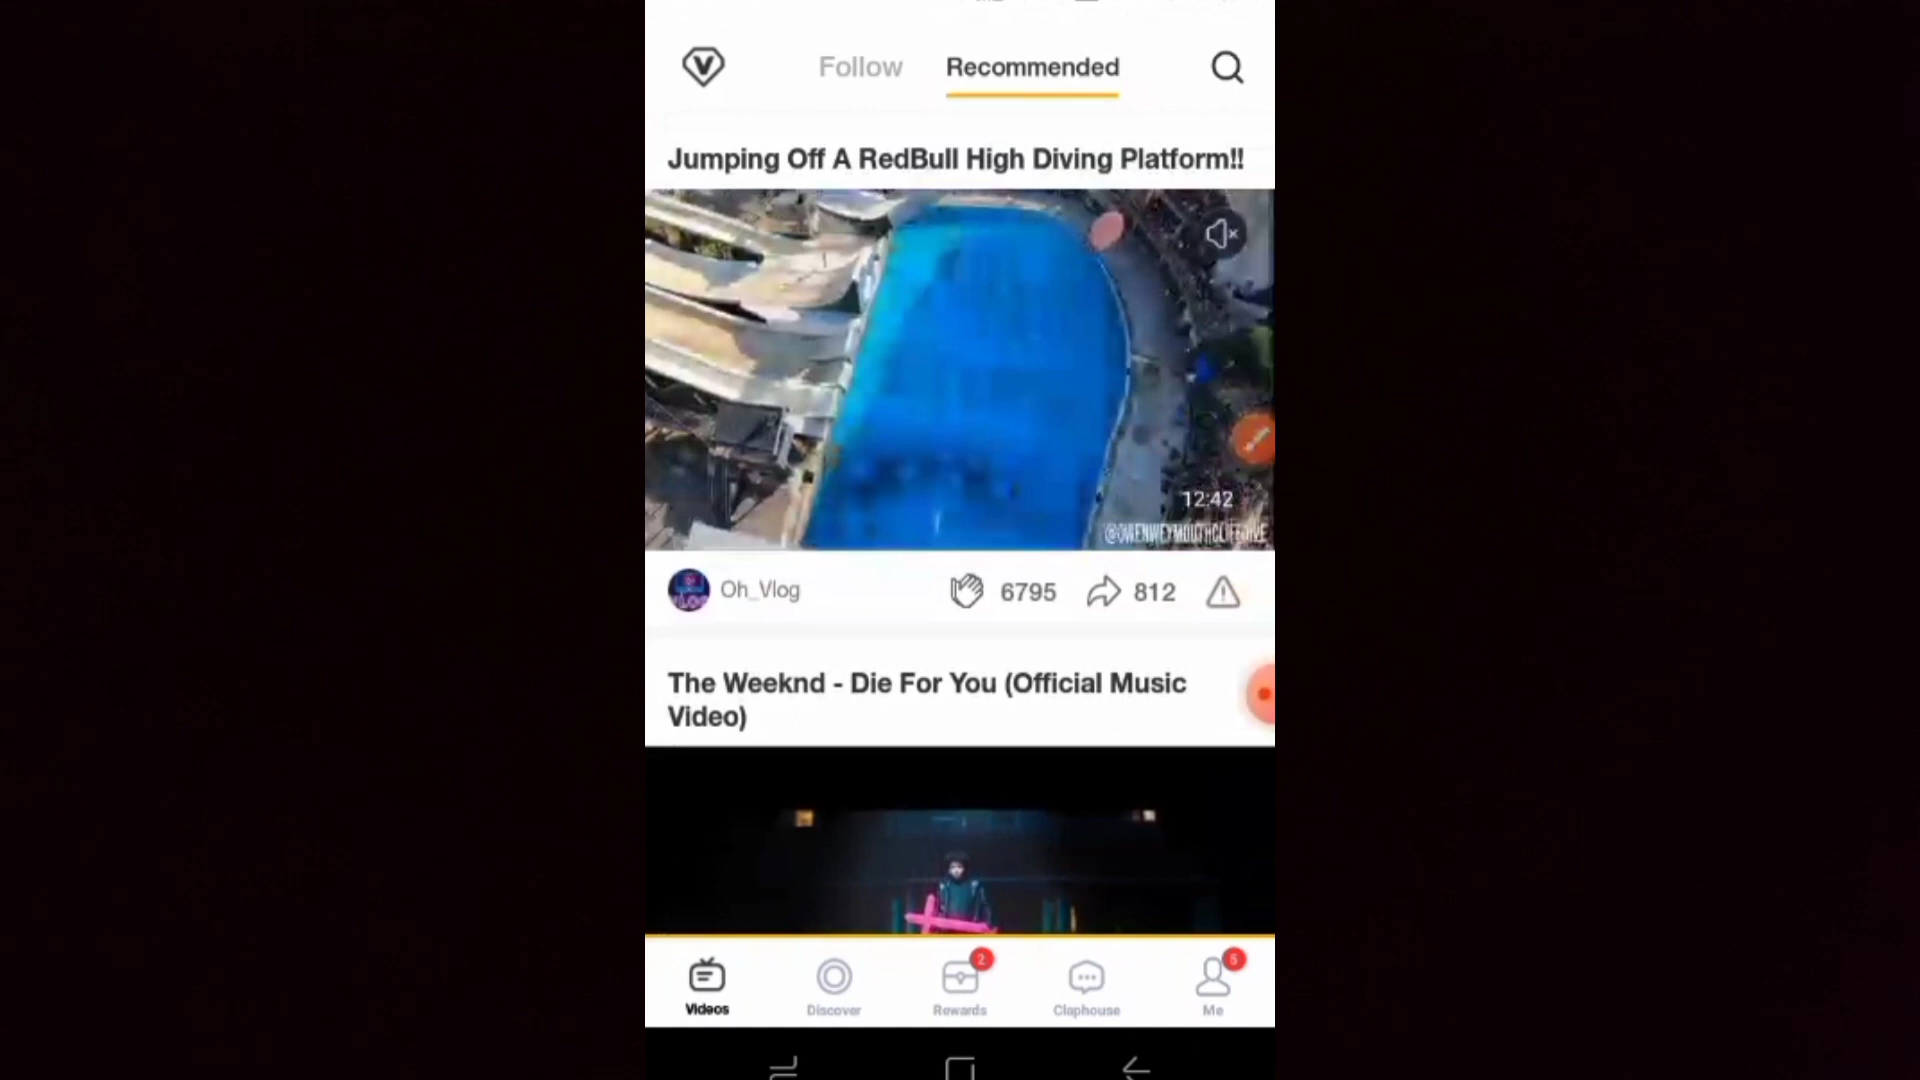 Follow Recommended
Jumping Off A RedBull High Diving Platform!!
12:42
@OWENWEYMOUTHCLIFFDIVE
Oh_Vlog 6795 812
The Weeknd - Die For You (Official Music
Video)
2 5
Videos Discover Rewards Claphouse Me